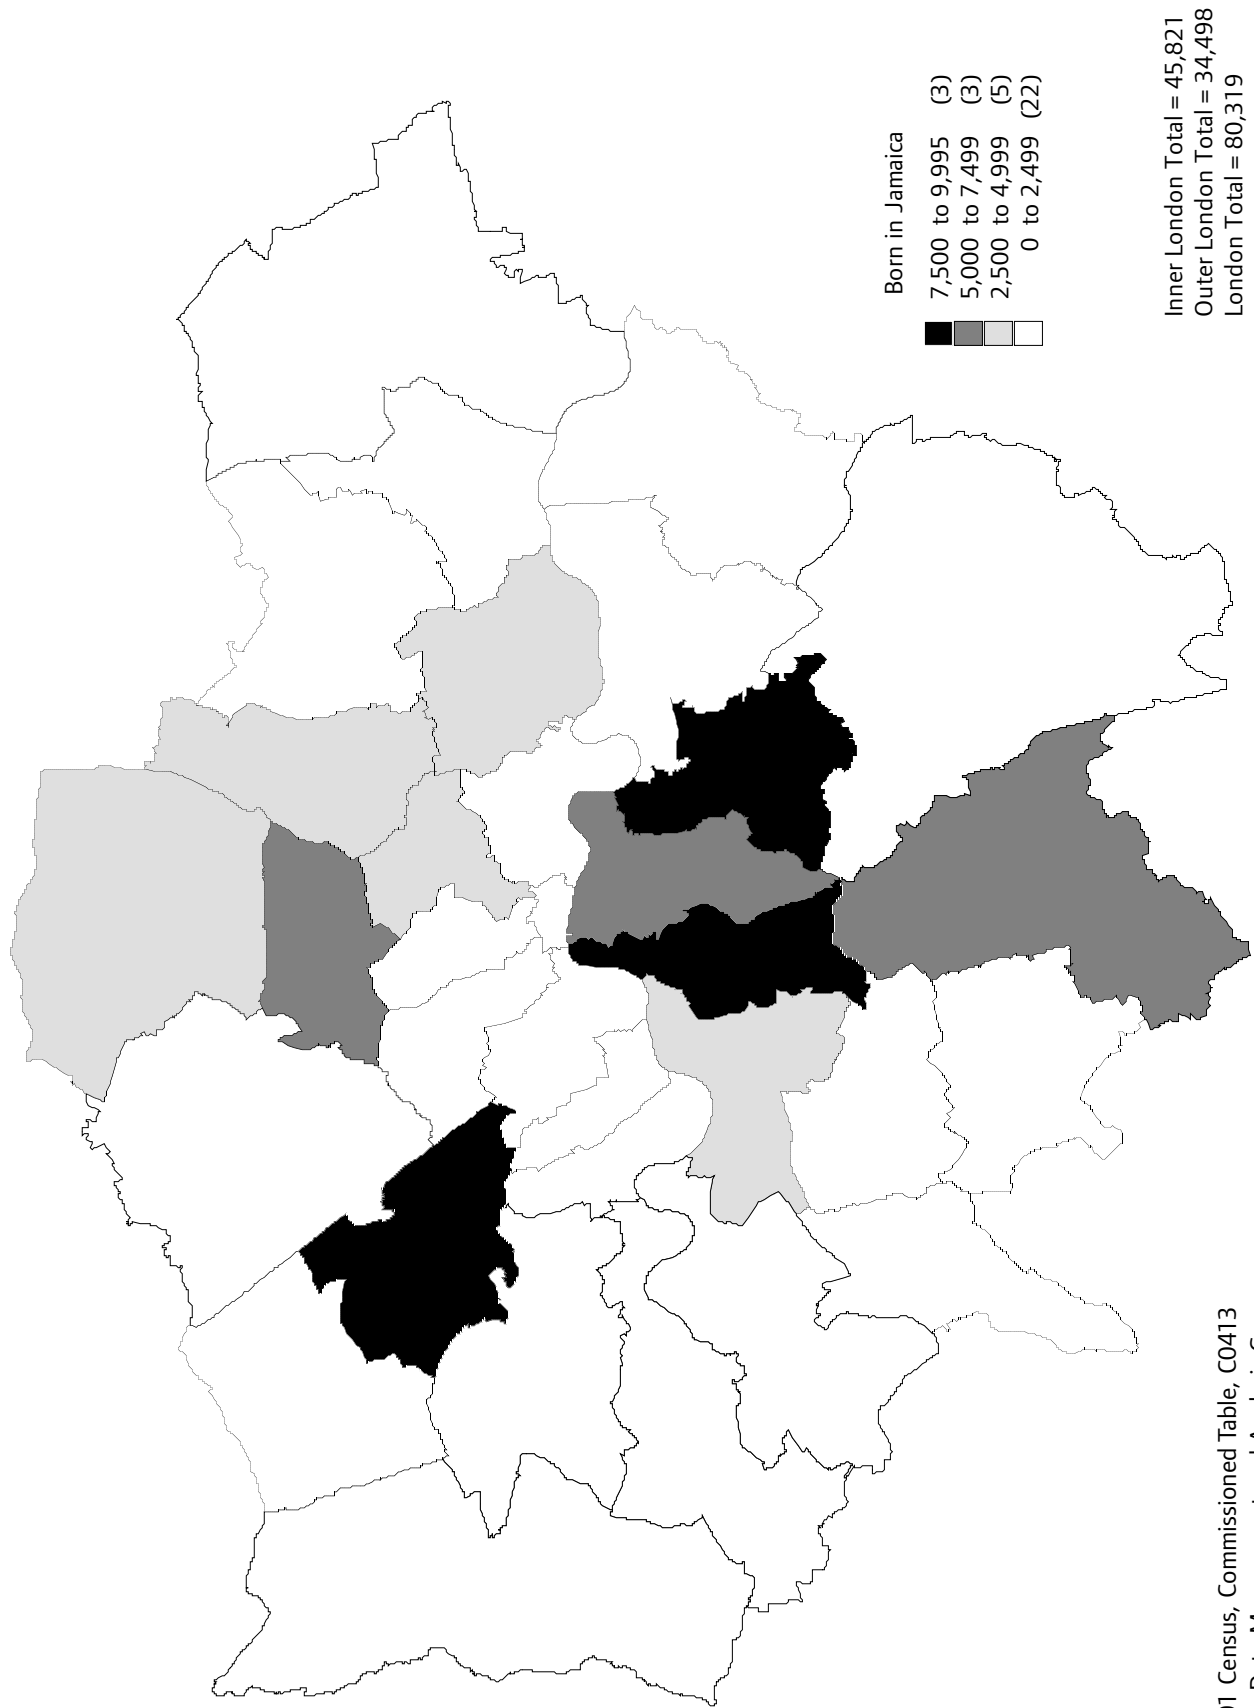 Born in Jamaica
7,500 to 9,995 (3)
5,000 to 7,499 (3)
2,500 to 4,999 (5)
0 to 2,499 (22)
Inner London Total = 45,821
Outer London Total = 34,498
London Total = 80,319
Census, Commissioned Table, C0413